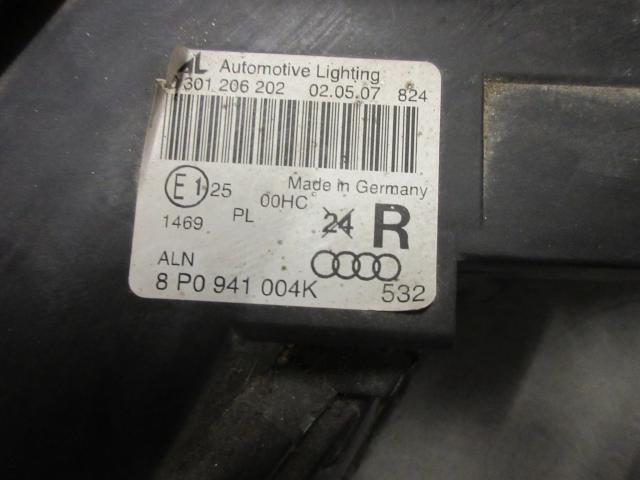 AL Automotive Lighting
0301 206 202 02.05.07 824
E1 25 00HC Made in Germany
1469 PL 24 R
ALN
8 P0 941 004K 532